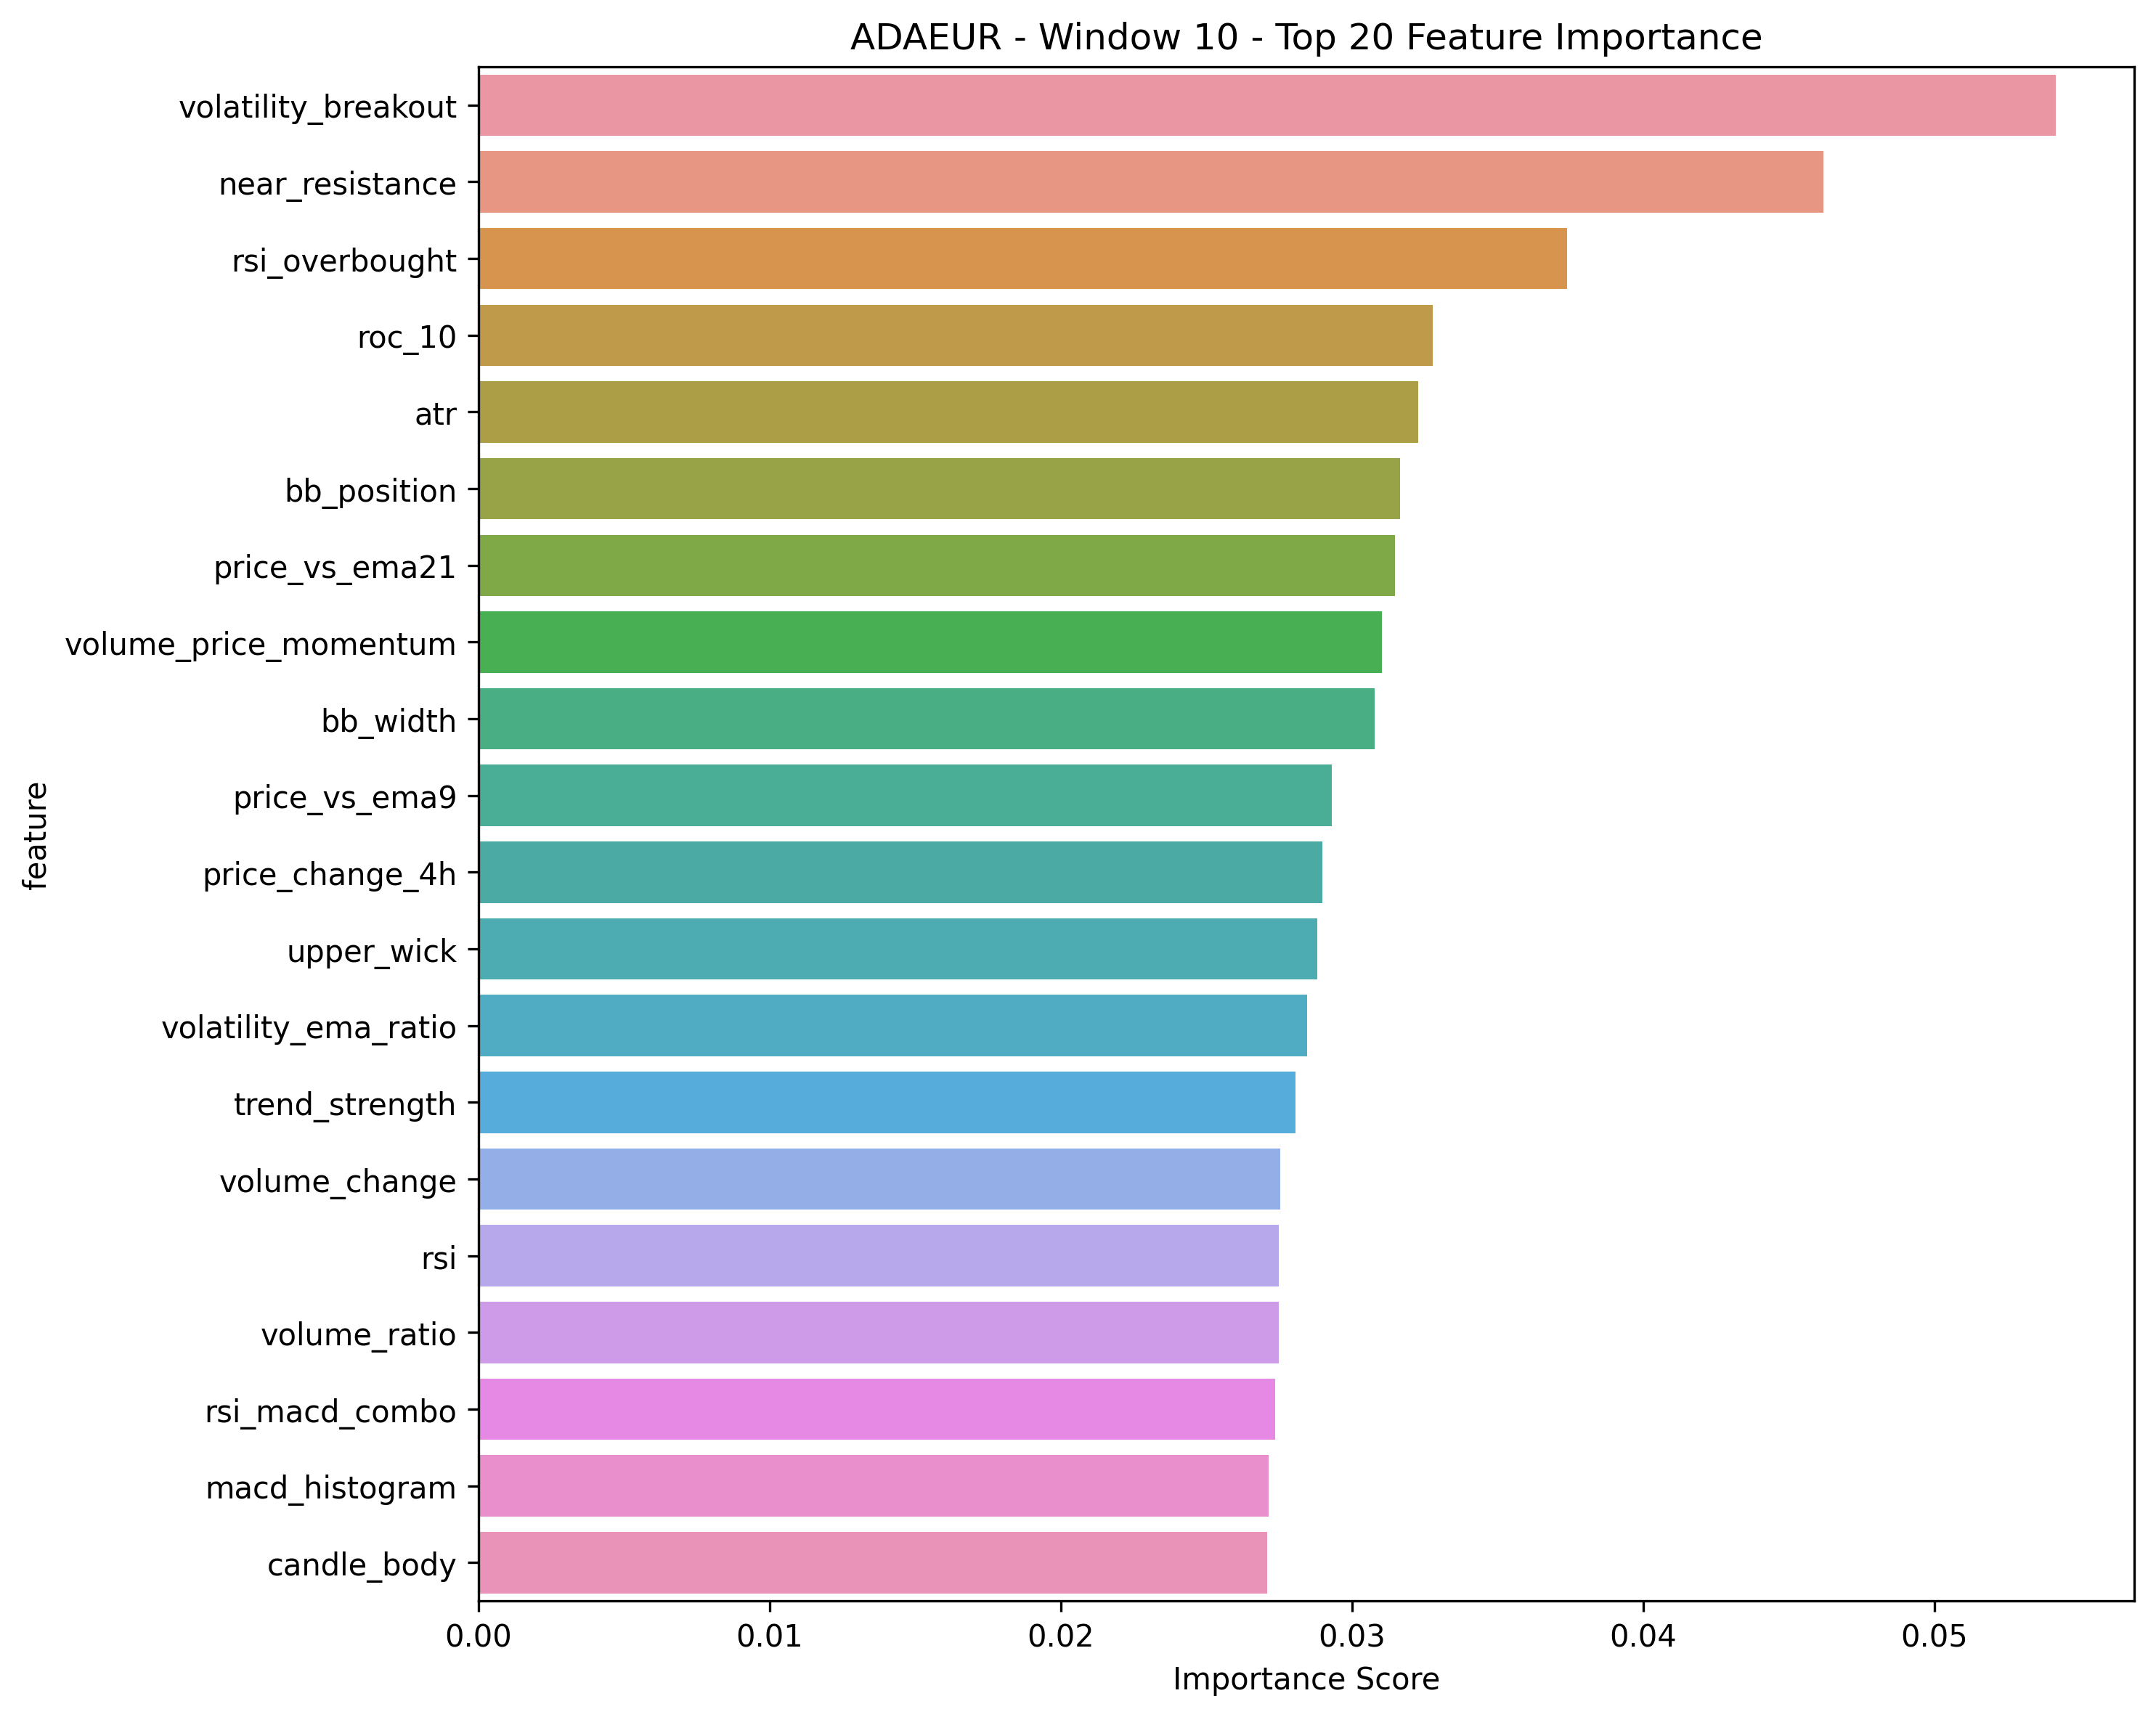 ADAEUR - Window 10 - Top 20 Feature Importance
volatility_breakout
near_resistance
rsi_overbought
roc_10
atr
bb_position
price_vs_ema21
volume_price_momentum
bb_width
price_vs_ema9
price_change_4h
upper_wick
volatility_ema_ratio
trend_strength
volume_change
rsi
volume_ratio
rsi_macd_combo
macd_histogram
candle_body
feature
0.00 0.01 0.02 0.03 0.04 0.05
Importance Score